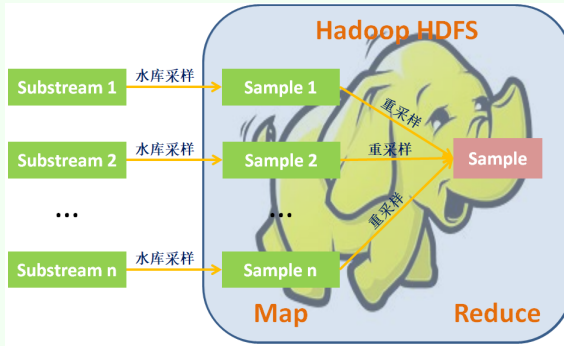 Hadoop HDFS
Substream 1
水库采样
Sample 1
重采样
Substream 2
水库采样
Sample 2
重采样
Sample
...
...
重采样
Substream n
水库采样
Sample n
Map
Reduce